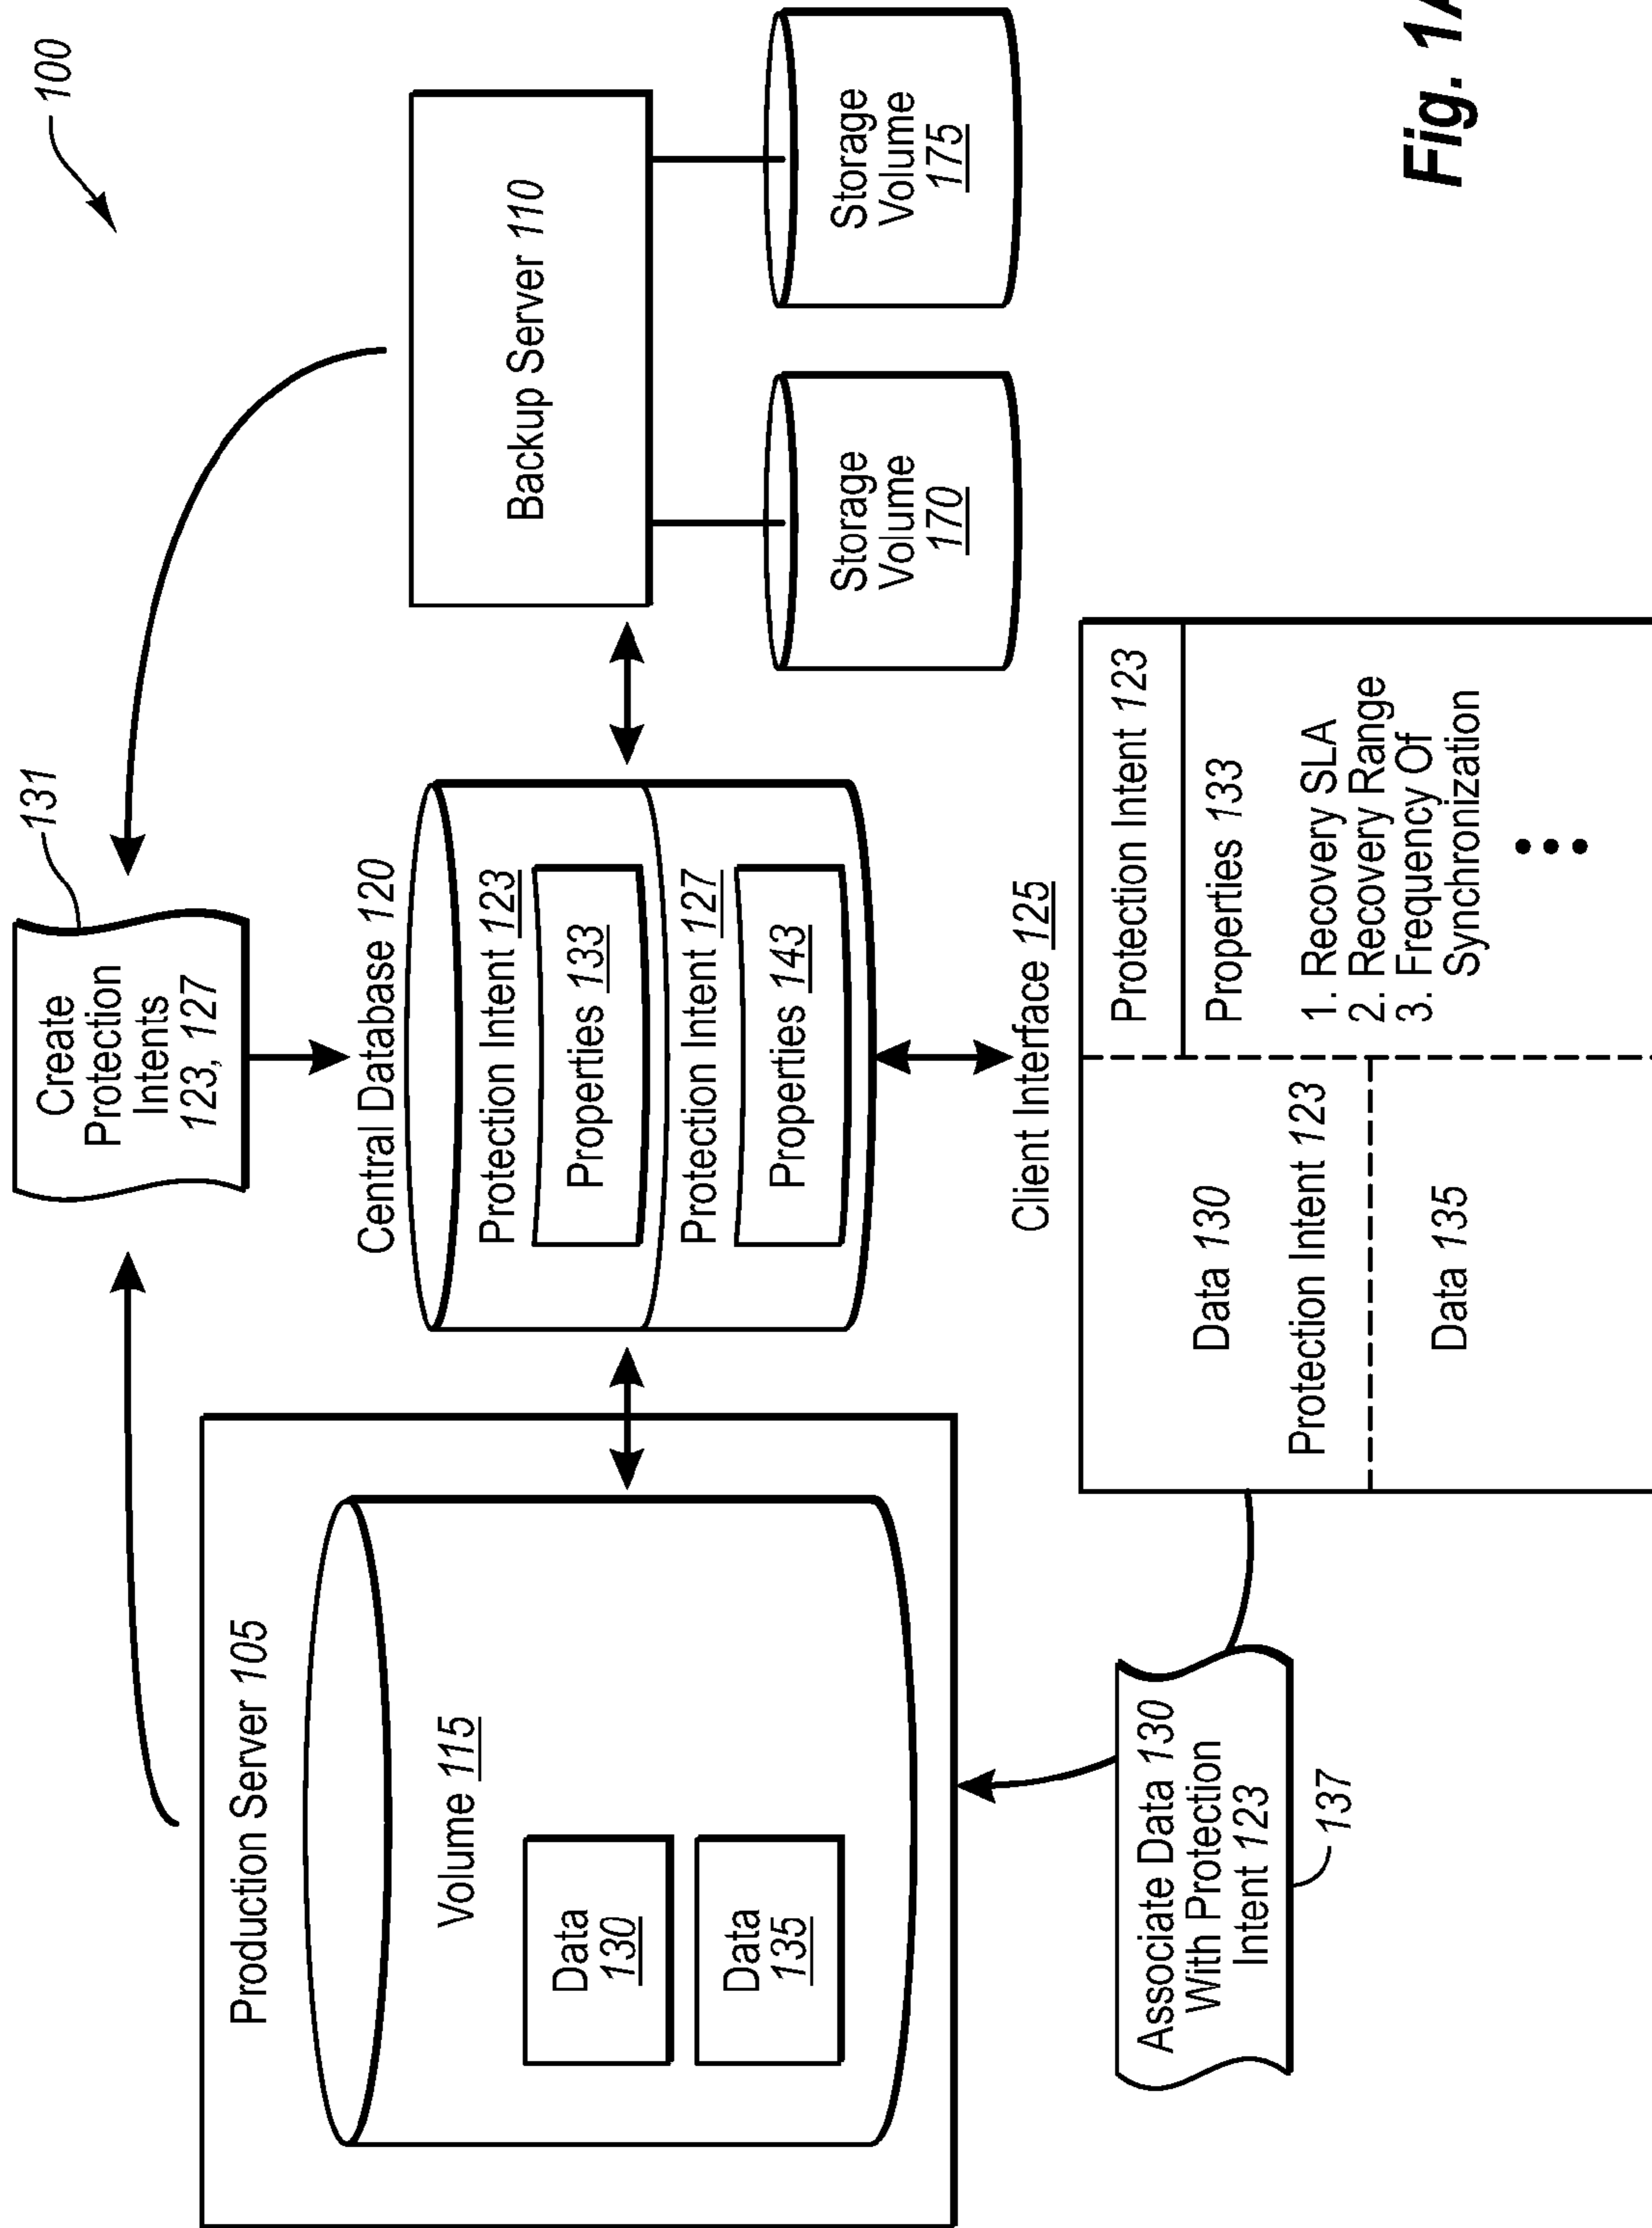 100
Create
Protection
Intents
123, 127
131
Production Server 105
Volume 115
Data
130
Data
135
Central Database 120
Protection Intent 123
Properties 133
Protection Intent 127
Properties 143
Backup Server 110
Storage
Volume
170
Storage
Volume
175
Client Interface 125
Data 130
Protection Intent 123
Data 135
Protection Intent 123
Properties 133
1. Recovery SLA
2. Recovery Range
3. Frequency Of
Synchronization
Associate Data 130
With Protection
Intent 123
137
Fig. 1A